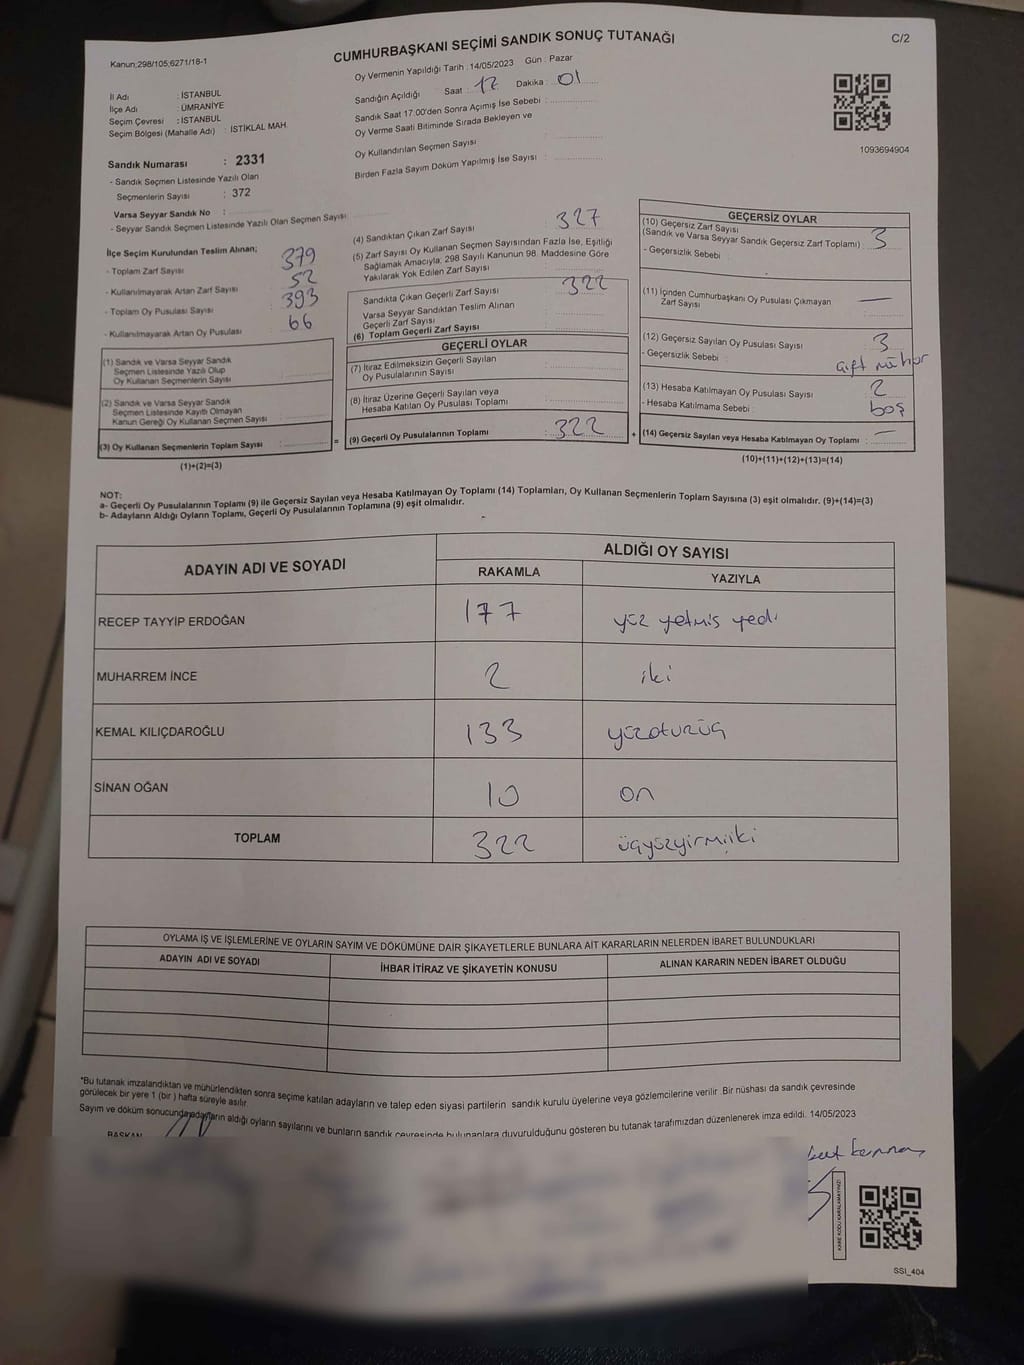 C/2
Kanun;298/105;6271/18-1
CUMHURBAŞKANI SEÇİMİ SANDIK SONUÇ TUTANAĞI
İl Adı : İSTANBUL
İlçe Adı : ÜMRANİYE
Seçim Çevresi : İSTANBUL
Seçim Bölgesi (Mahalle Adı) : İSTİKLAL MAH.
Sandık Numarası : 2331
- Sandık Seçmen Listesinde Yazılı Olan
Seçmenlerin Sayısı : 372
Varsa Seyyar Sandık No :
- Seyyar Sandık Seçmen Listesinde Yazılı Olan Seçmen Sayısı:
Oy Vermenin Yapıldığı Tarih : 14/05/2023 Gün : Pazar
Sandığın Açıldığı Saat : 17 Dakika : 01
Sandık Saat 17:00'den Sonra Açımış İse Sebebi :
Oy Verme Saati Bitiminde Sırada Bekleyen ve
Oy Kullandırılan Seçmen Sayısı :
Birden Fazla Sayım Döküm Yapılmış İse Sayısı :
1093694904
İlçe Seçim Kurulundan Teslim Alınan;
- Toplam Zarf Sayısı : 379
- Kullanılmayarak Artan Zarf Sayısı : 52
- Toplam Oy Pusulası Sayısı : 393
- Kullanılmayarak Artan Oy Pusulası : 66
(1) Sandık ve Varsa Seyyar Sandık
Seçmen Listesinde Yazılı Olup
Oy Kullanan Seçmenlerin Sayısı :
(2) Sandık ve Varsa Seyyar Sandık
Seçmen Listesinde Kayıtlı Olmayan
Kanun Gereği Oy Kullanan Seçmen Sayısı :
(3) Oy Kullanan Seçmenlerin Toplam Sayısı :
(1)+(2)=(3)
=
(4) Sandıktan Çıkan Zarf Sayısı : 327
(5) Zarf Sayısı Oy Kullanan Seçmen Sayısından Fazla İse, Eşitliği
Sağlamak Amacıyla; 298 Sayılı Kanunun 98. Maddesine Göre
Yakılarak Yok Edilen Zarf Sayısı :
Sandıkta Çıkan Geçerli Zarf Sayısı : 322
Varsa Seyyar Sandıktan Teslim Alınan
Geçerli Zarf Sayısı :
(6) Toplam Geçerli Zarf Sayısı :
GEÇERLİ OYLAR
(7) İtiraz Edilmeksizin Geçerli Sayılan
Oy Pusulalarının Sayısı :
(8) İtiraz Üzerine Geçerli Sayılan veya
Hesaba Katılan Oy Pusulası Toplamı :
(9) Geçerli Oy Pusulalarının Toplamı : 322
+
GEÇERSİZ OYLAR
(10) Geçersiz Zarf Sayısı
(Sandık ve Varsa Seyyar Sandık Geçersiz Zarf Toplamı) : 3
- Geçersizlik Sebebi :
(11) İçinden Cumhurbaşkanı Oy Pusulası Çıkmayan
Zarf Sayısı : —
(12) Geçersiz Sayılan Oy Pusulası Sayısı : 3
- Geçersizlik Sebebi : çift mühür
(13) Hesaba Katılmayan Oy Pusulası Sayısı : 2
- Hesaba Katılmama Sebebi : boş
(14) Geçersiz Sayılan veya Hesaba Katılmayan Oy Toplamı : —
(10)+(11)+(12)+(13)=(14)
NOT:
a- Geçerli Oy Pusulalarının Toplamı (9) ile Geçersiz Sayılan veya Hesaba Katılmayan Oy Toplamı (14) Toplamları, Oy Kullanan Seçmenlerin Toplam Sayısına (3) eşit olmalıdır. (9)+(14)=(3)
b- Adayların Aldığı Oyların Toplamı, Geçerli Oy Pusulalarının Toplamına (9) eşit olmalıdır.
ADAYIN ADI VE SOYADI ALDIĞI OY SAYISI
RAKAMLA YAZIYLA
RECEP TAYYİP ERDOĞAN 177 yüz yetmiş yedi
MUHARREM İNCE 2 iki
KEMAL KILIÇDAROĞLU 133 yüzotuzüç
SİNAN OĞAN 10 on
TOPLAM 322 üçyüzyirmiiki
OYLAMA İŞ VE İŞLEMLERİNE VE OYLARIN SAYIM VE DÖKÜMÜNE DAİR ŞİKAYETLERLE BUNLARA AİT KARARLARIN NELERDEN İBARET BULUNDUKLARI
ADAYIN ADI VE SOYADI İHBAR İTİRAZ VE ŞİKAYETİN KONUSU ALINAN KARARIN NEDEN İBARET OLDUĞU
"Bu tutanak imzalandıktan ve mühürlendikten sonra seçime katılan adayların ve talep eden siyasi partilerin sandık kurulu üyelerine veya gözlemcilerine verilir. Bir nüshası da sandık çevresinde
görülecek bir yere 1 (bir) hafta süreyle asılır.
Sayım ve döküm sonucunda adayların aldığı oyların sayılarını ve bunların sandık çevresinde bulunanlara duyurulduğunu gösteren bu tutanak tarafımızdan düzenlenerek imza edildi. 14/05/2023
BAŞKAN
KARE KODU KARALAMAYINIZ!
SSI_404